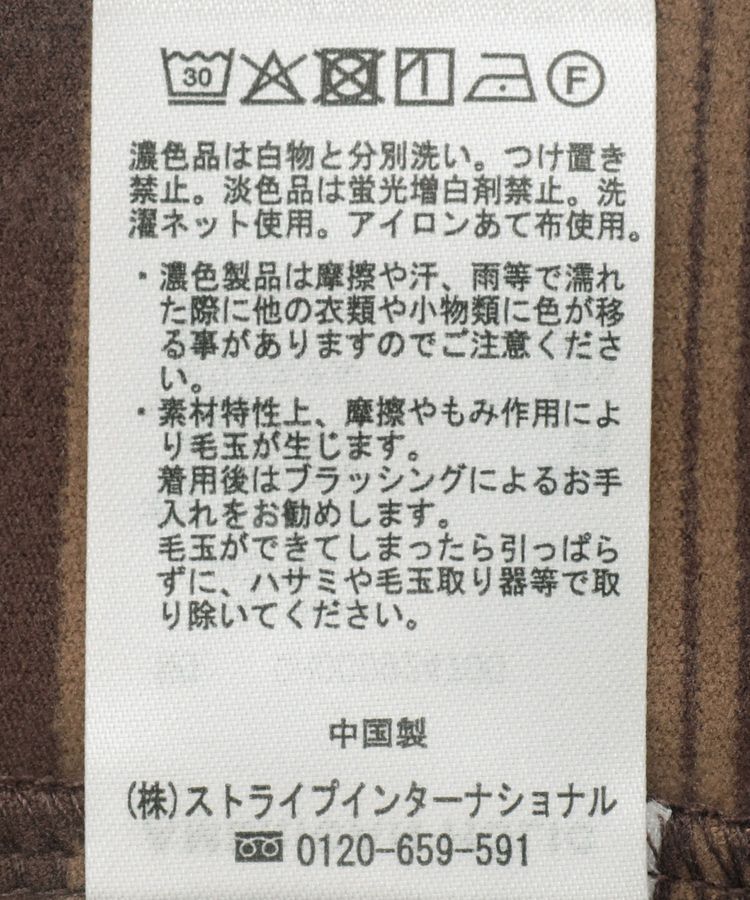 30 F
濃色品は白物と分別洗い。つけ置き
禁止。淡色品は蛍光増白剤禁止。洗
濯ネット使用。アイロンあて布使用。
・濃色製品は摩擦や汗、雨等で濡れ
た際に他の衣類や小物類に色が移
る事がありますのでご注意くださ
い。
・素材特性上、摩擦やもみ作用によ
り毛玉が生じます。
着用後はブラッシングによるお手
入れをお勧めします。
毛玉ができてしまったら引っぱら
ずに、ハサミや毛玉取り器等で取
り除いてください。
中国製
(株)ストライプインターナショナル
0120-659-591